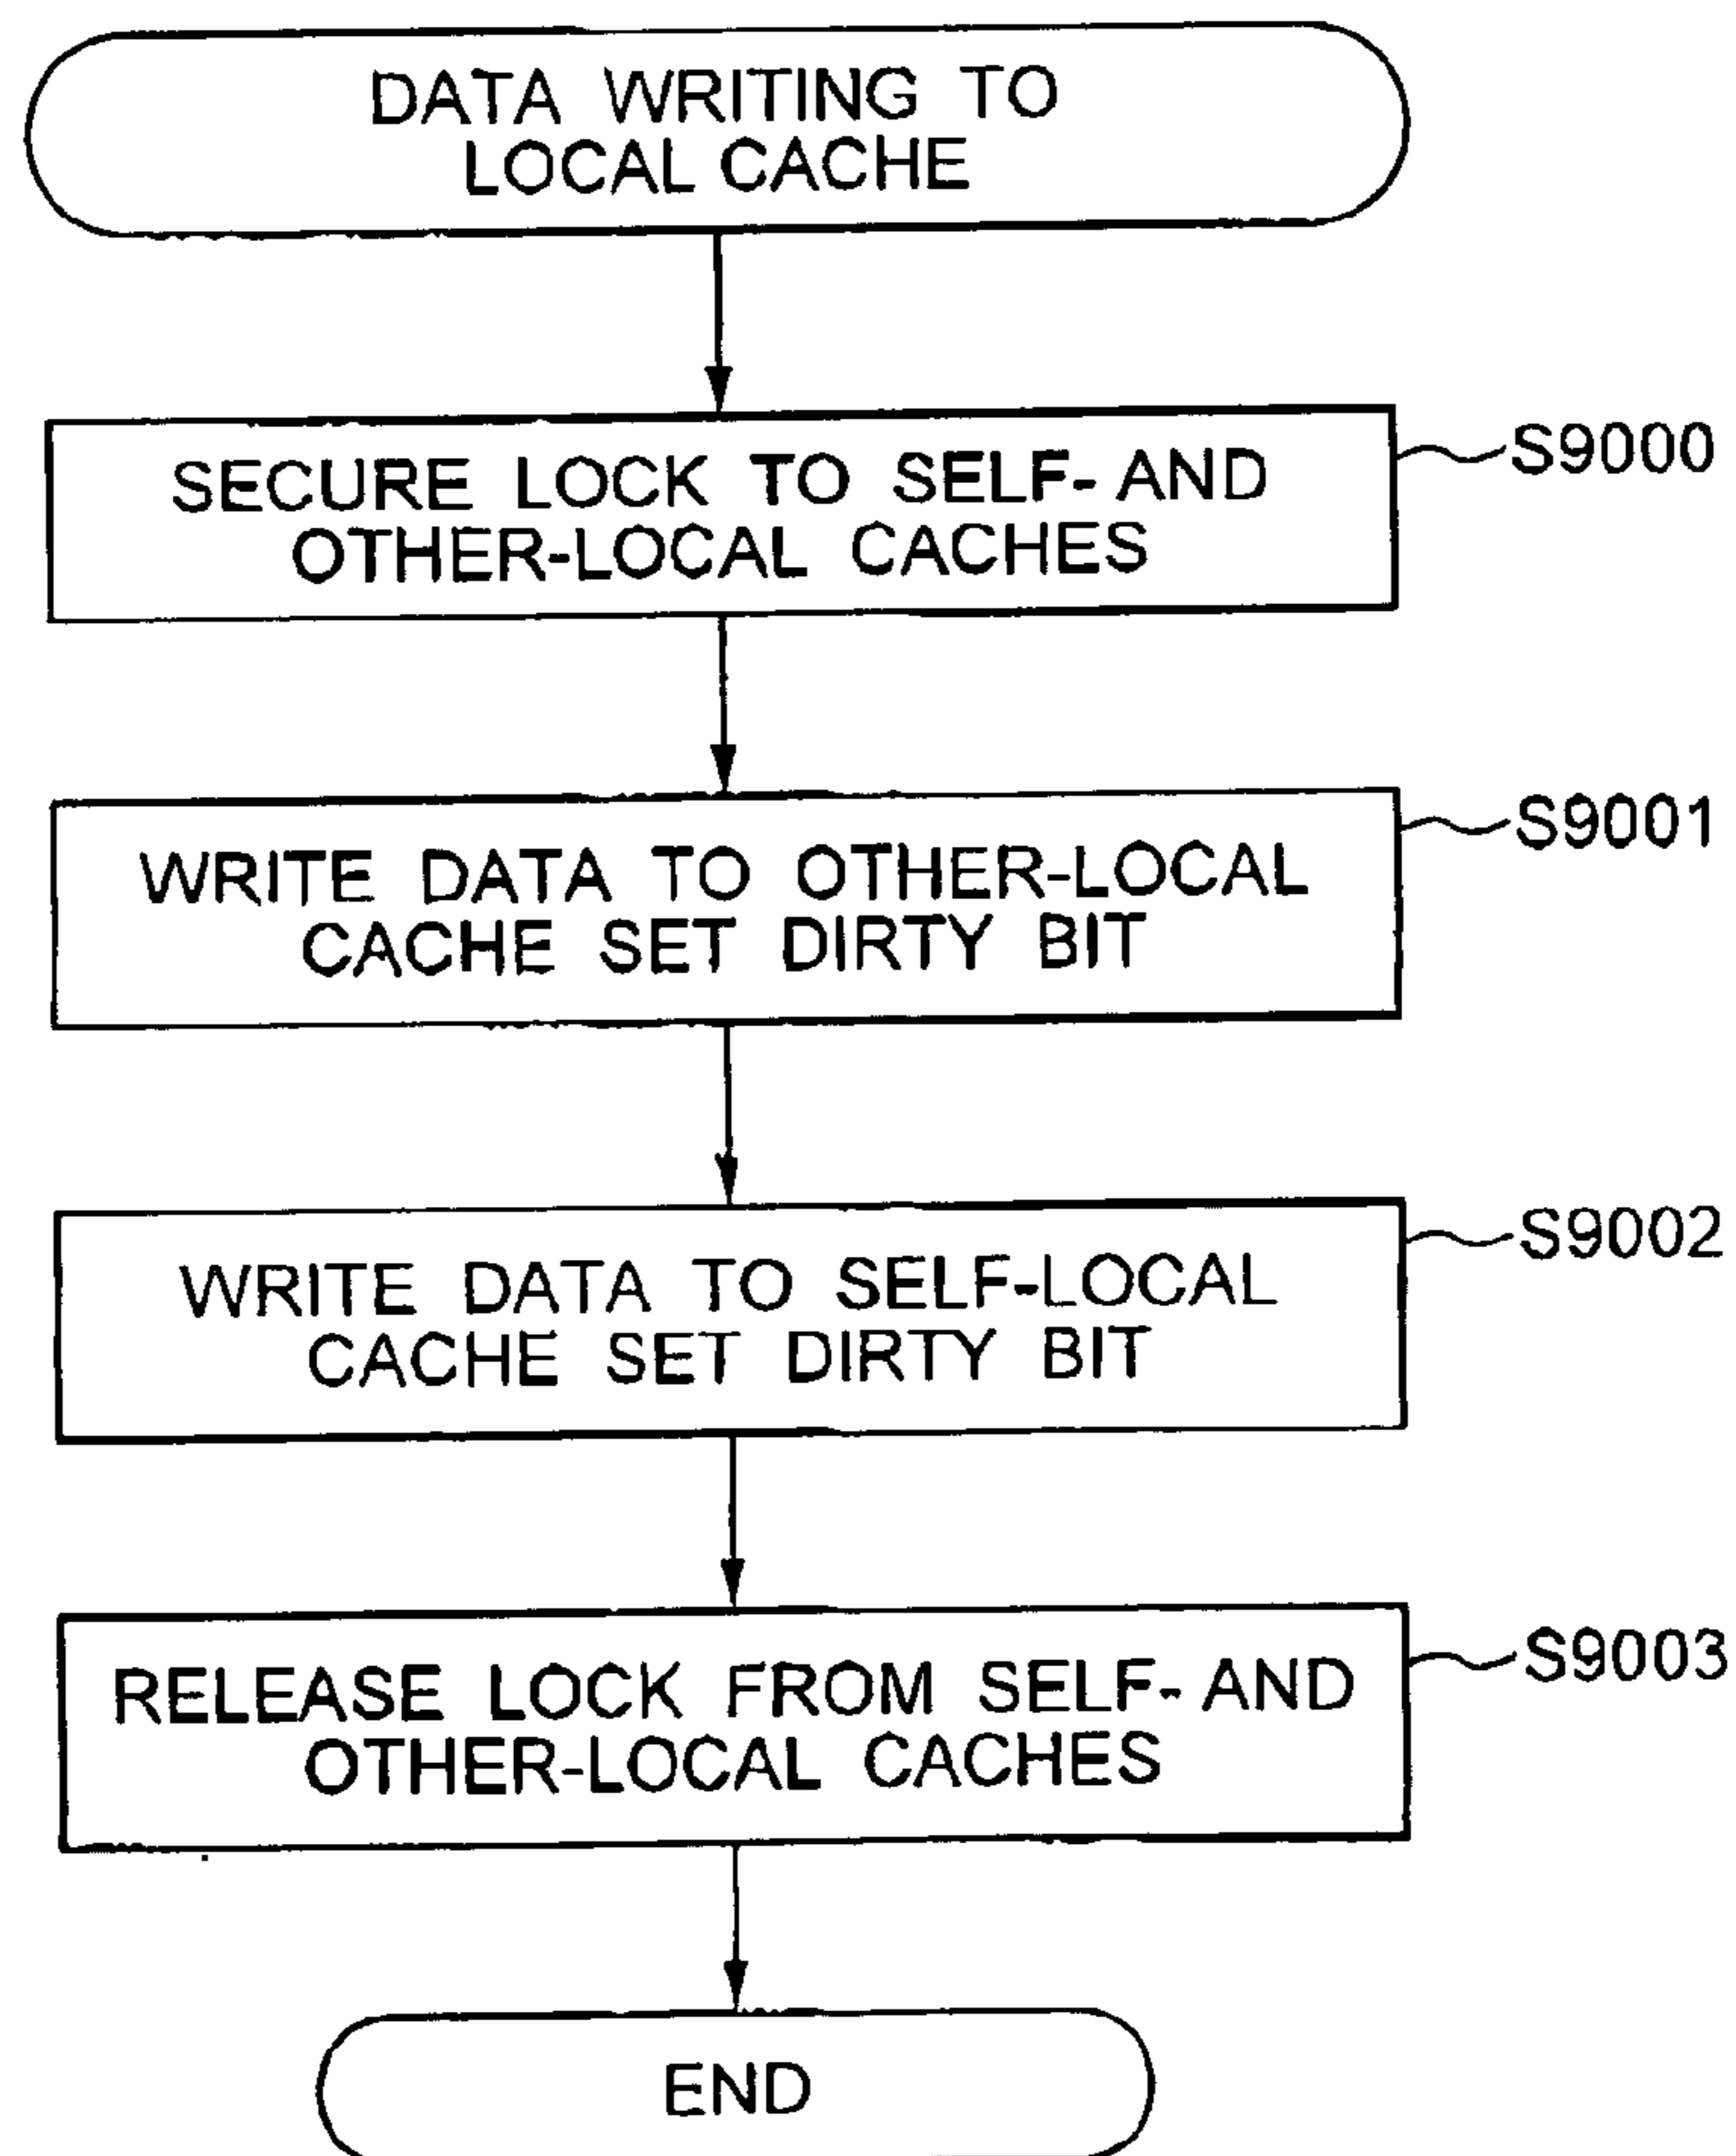 DATA WRITING TO
LOCAL CACHE
SECURE LOCK TO SELF- AND
OTHER-LOCAL CACHES
S9000
WRITE DATA TO OTHER-LOCAL
CACHE SET DIRTY BIT
S9001
WRITE DATA TO SELF-LOCAL
CACHE SET DIRTY BIT
S9002
RELEASE LOCK FROM SELF- AND
OTHER-LOCAL CACHES
S9003
END